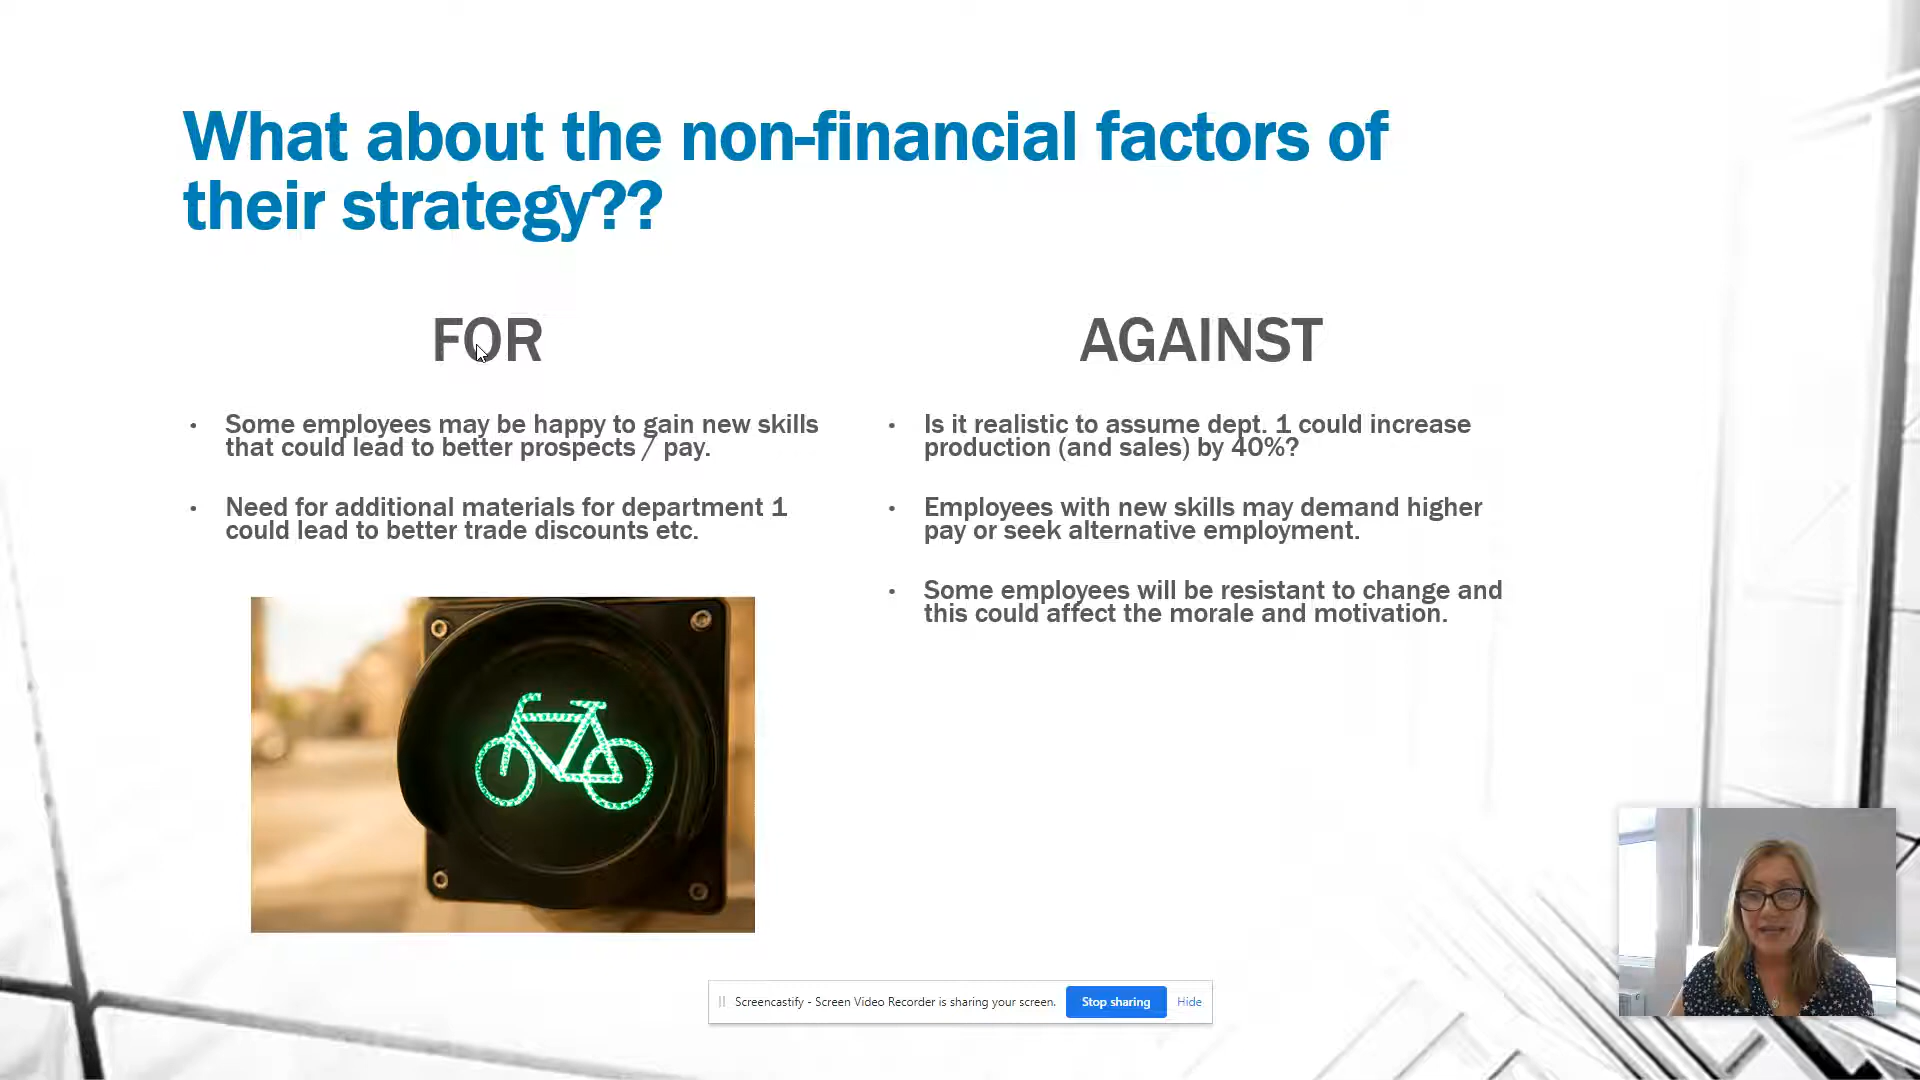 What about the non-financial factors of
their strategy??
FOR
• Some employees may be happy to gain new skills
that could lead to better prospects / pay.
• Need for additional materials for department 1
could lead to better trade discounts etc.
AGAINST
• Is it realistic to assume dept. 1 could increase
production (and sales) by 40%?
• Employees with new skills may demand higher
pay or seek alternative employment.
• Some employees will be resistant to change and
this could affect the morale and motivation.
Screencastify - Screen Video Recorder is sharing your screen. Stop sharing Hide